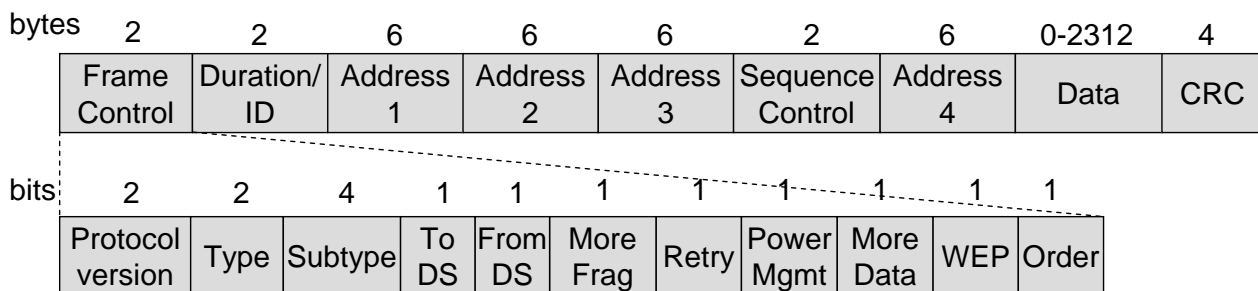 bytes 2 2 6 6 6 2 6 0-2312 4
Frame Control Duration/ ID Address 1 Address 2 Address 3 Sequence Control Address 4 Data CRC
bits 2 2 4 1 1 1 1 1 1 1 1
Protocol version Type Subtype To DS From DS More Frag Retry Power Mgmt More Data WEP Order